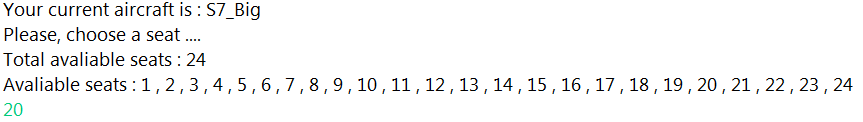 Your current aircraft is : S7_Big
Please, choose a seat ....
Total avaliable seats : 24
Avaliable seats : 1 , 2 , 3 , 4 , 5 , 6 , 7 , 8 , 9 , 10 , 11 , 12 , 13 , 14 , 15 , 16 , 17 , 18 , 19 , 20 , 21 , 22 , 23 , 24
20